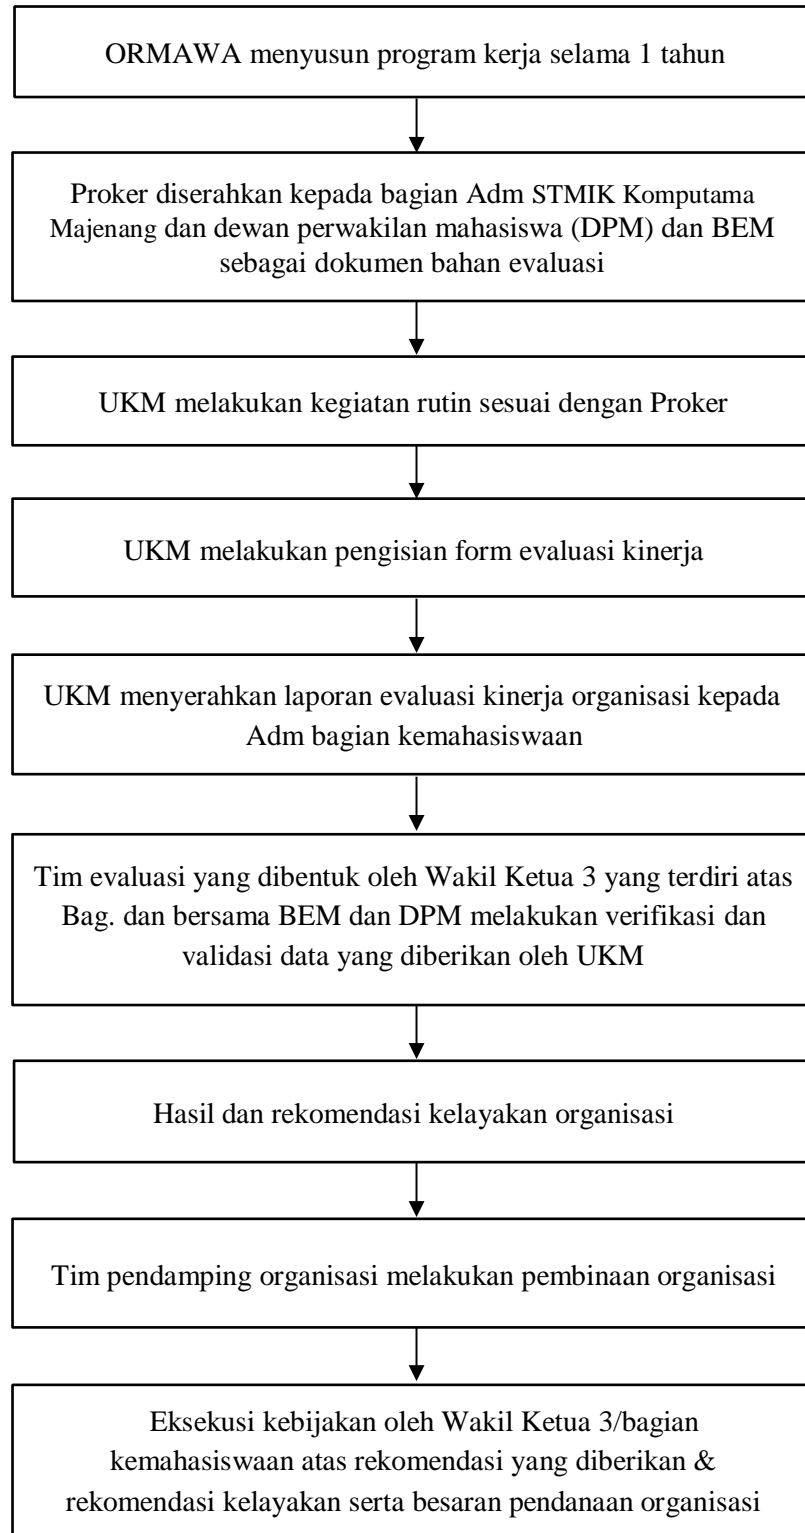 ORMAWA menyusun program kerja selama 1 tahun
Proker diserahkan kepada bagian Adm STMIK Komputama
Majenang dan dewan perwakilan mahasiswa (DPM) dan BEM
sebagai dokumen bahan evaluasi
UKM melakukan kegiatan rutin sesuai dengan Proker
UKM melakukan pengisian form evaluasi kinerja
UKM menyerahkan laporan evaluasi kinerja organisasi kepada
Adm bagian kemahasiswaan
Tim evaluasi yang dibentuk oleh Wakil Ketua 3 yang terdiri atas
Bag. dan bersama BEM dan DPM melakukan verifikasi dan
validasi data yang diberikan oleh UKM
Hasil dan rekomendasi kelayakan organisasi
Tim pendamping organisasi melakukan pembinaan organisasi
Eksekusi kebijakan oleh Wakil Ketua 3/bagian
kemahasiswaan atas rekomendasi yang diberikan &
rekomendasi kelayakan serta besaran pendanaan organisasi